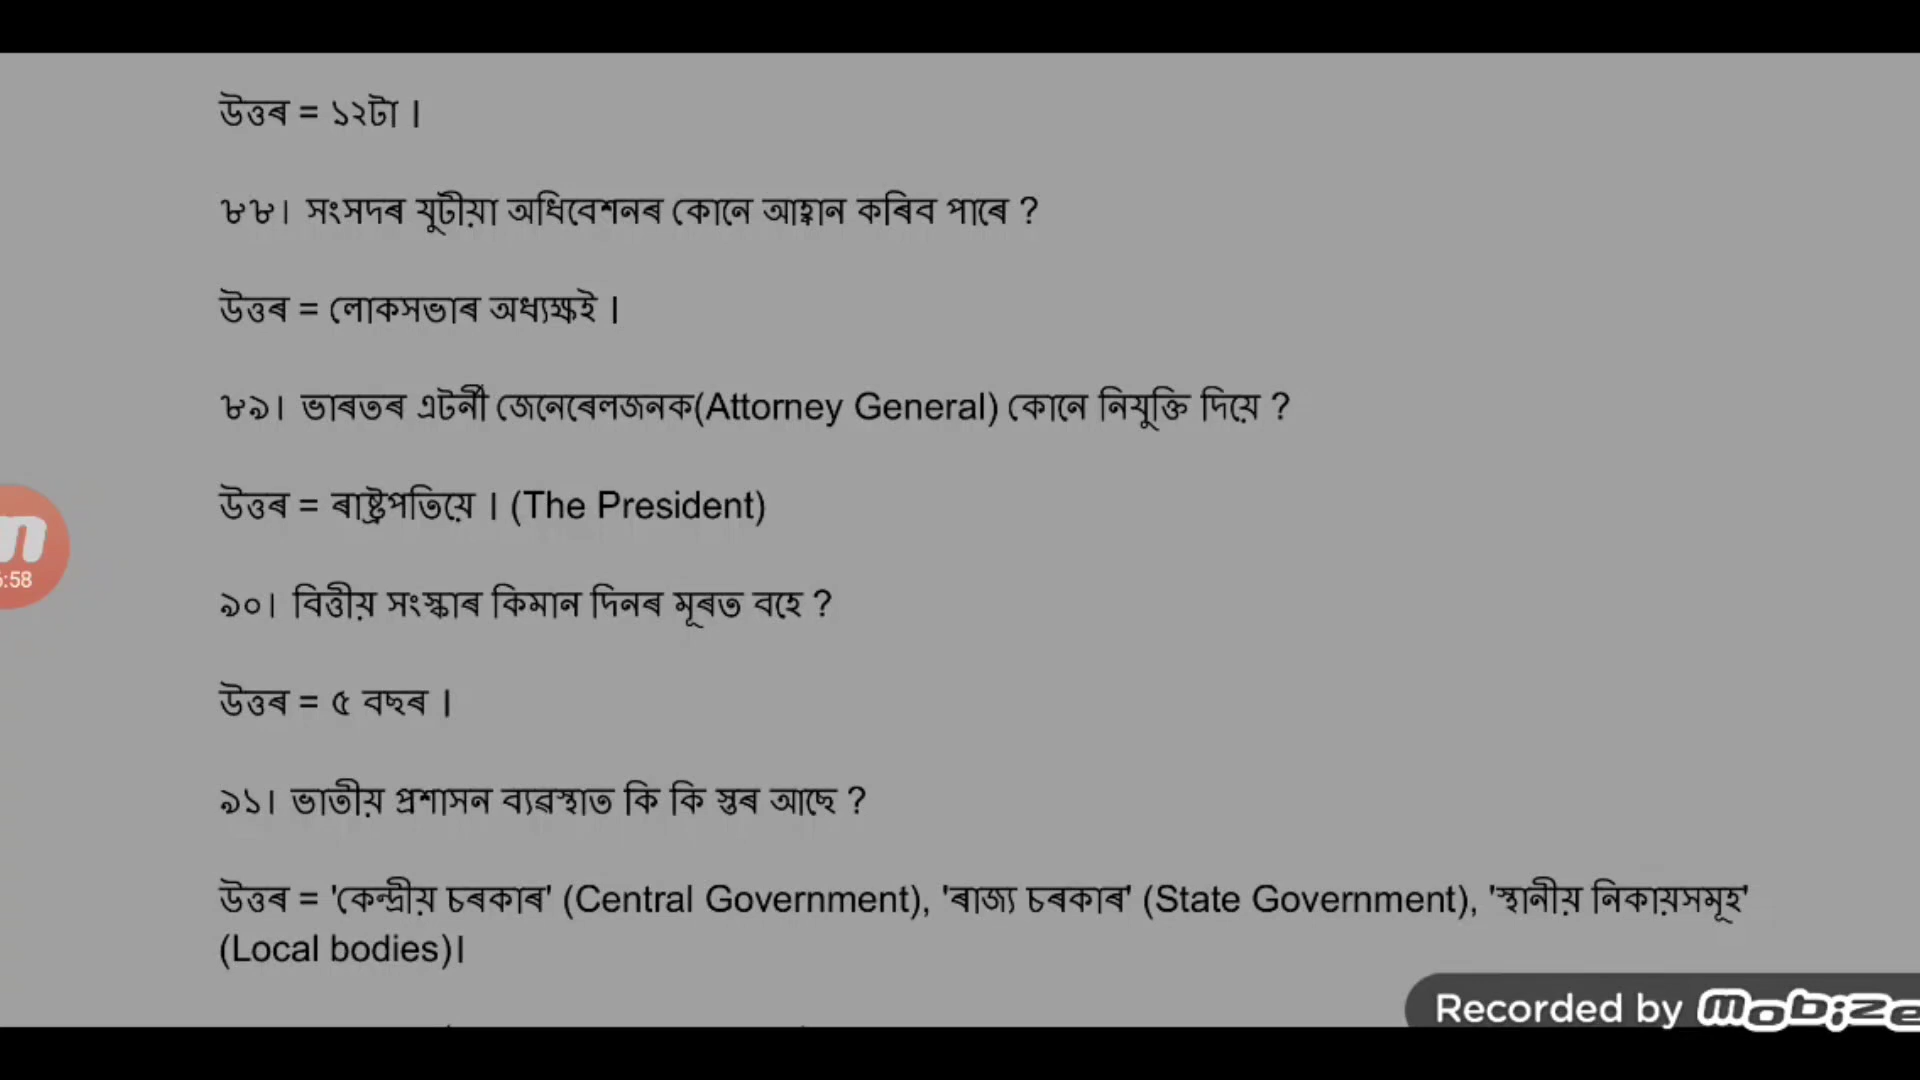 উত্তৰ = ১২টা ।
৮৮। সংসদৰ যুটীয়া অধিবেশনৰ কোনে আহ্বান কৰিব পাৰে ?
উত্তৰ = লোকসভাৰ অধ্যক্ষই ।
৮৯। ভাৰতৰ এটৰ্নী জেনেৰেলজনক(Attorney General) কোনে নিযুক্তি দিয়ে ?
উত্তৰ = ৰাষ্ট্ৰপতিয়ে । (The President)
:58
৯০। বিত্তীয় সংস্কাৰ কিমান দিনৰ মূৰত বহে ?
উত্তৰ = ৫ বছৰ ।
৯১। ভাতীয় প্ৰশাসন ব্যৱস্থাত কি কি স্তৰ আছে ?
উত্তৰ = 'কেন্দ্ৰীয় চৰকাৰ' (Central Government), 'ৰাজ্য চৰকাৰ' (State Government), 'স্থানীয় নিকায়সমূহ'
(Local bodies)।
Recorded by Mobize